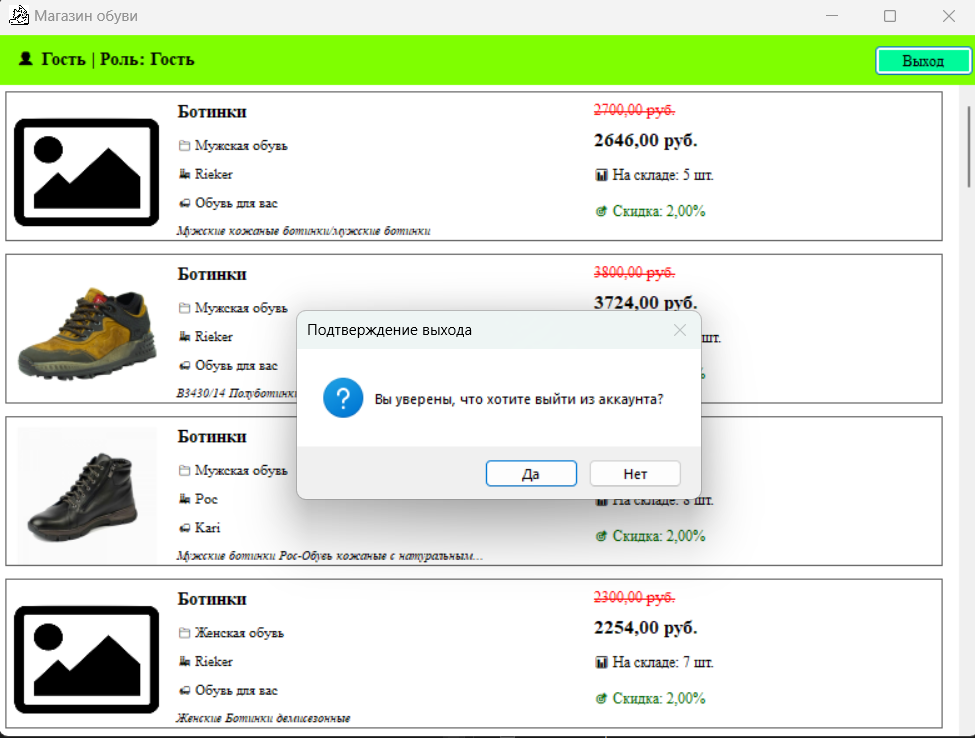 Магазин обуви
Гость | Роль: Гость
Выход
Ботинки
Мужская обувь
Rieker
Обувь для вас
Мужские кожаные ботинки/мужские ботинки
2700,00 руб.
2646,00 руб.
На складе: 5 шт.
Скидка: 2,00%
Ботинки
Мужская обувь
Rieker
Обувь для вас
B3430/14 Полуботинки
3800,00 руб.
3724,00 руб.
шт.
%
Подтверждение выхода
Вы уверены, что хотите выйти из аккаунта?
Да
Нет
Ботинки
Мужская обувь
Рос
Kari
Мужские ботинки Рос-Обувь кожаные с натуральным...
На складе: 8 шт.
Скидка: 2,00%
Ботинки
Женская обувь
Rieker
Обувь для вас
Женские Ботинки демисезонные
2300,00 руб.
2254,00 руб.
На складе: 7 шт.
Скидка: 2,00%